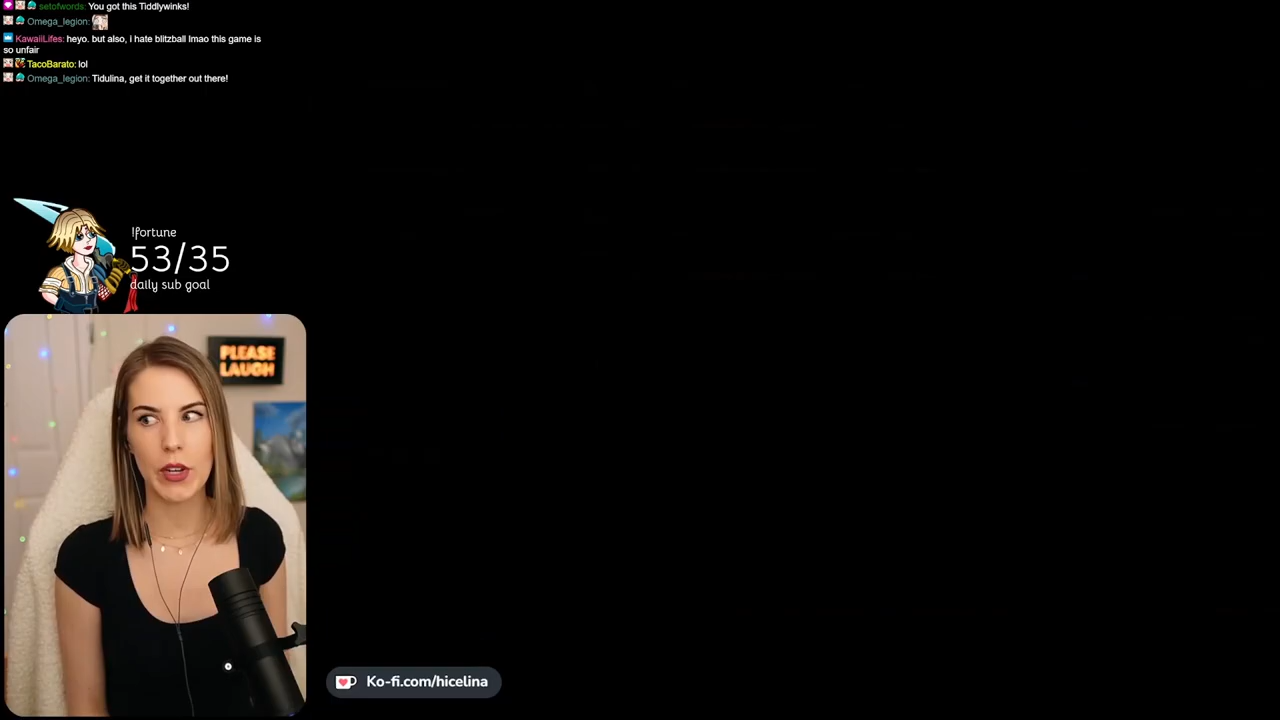 setofwords: You got this Tiddlywinks!
Omega_legion:
KawaiiLifes: heyo. but also, i hate blitzball lmao this game is
so unfair
TacoBarato: lol
Omega_legion: Tidulina, get it together out there!
!fortune
53/35
daily sub goal
PLEASE
LAUGH
Ko-fi.com/hicelina